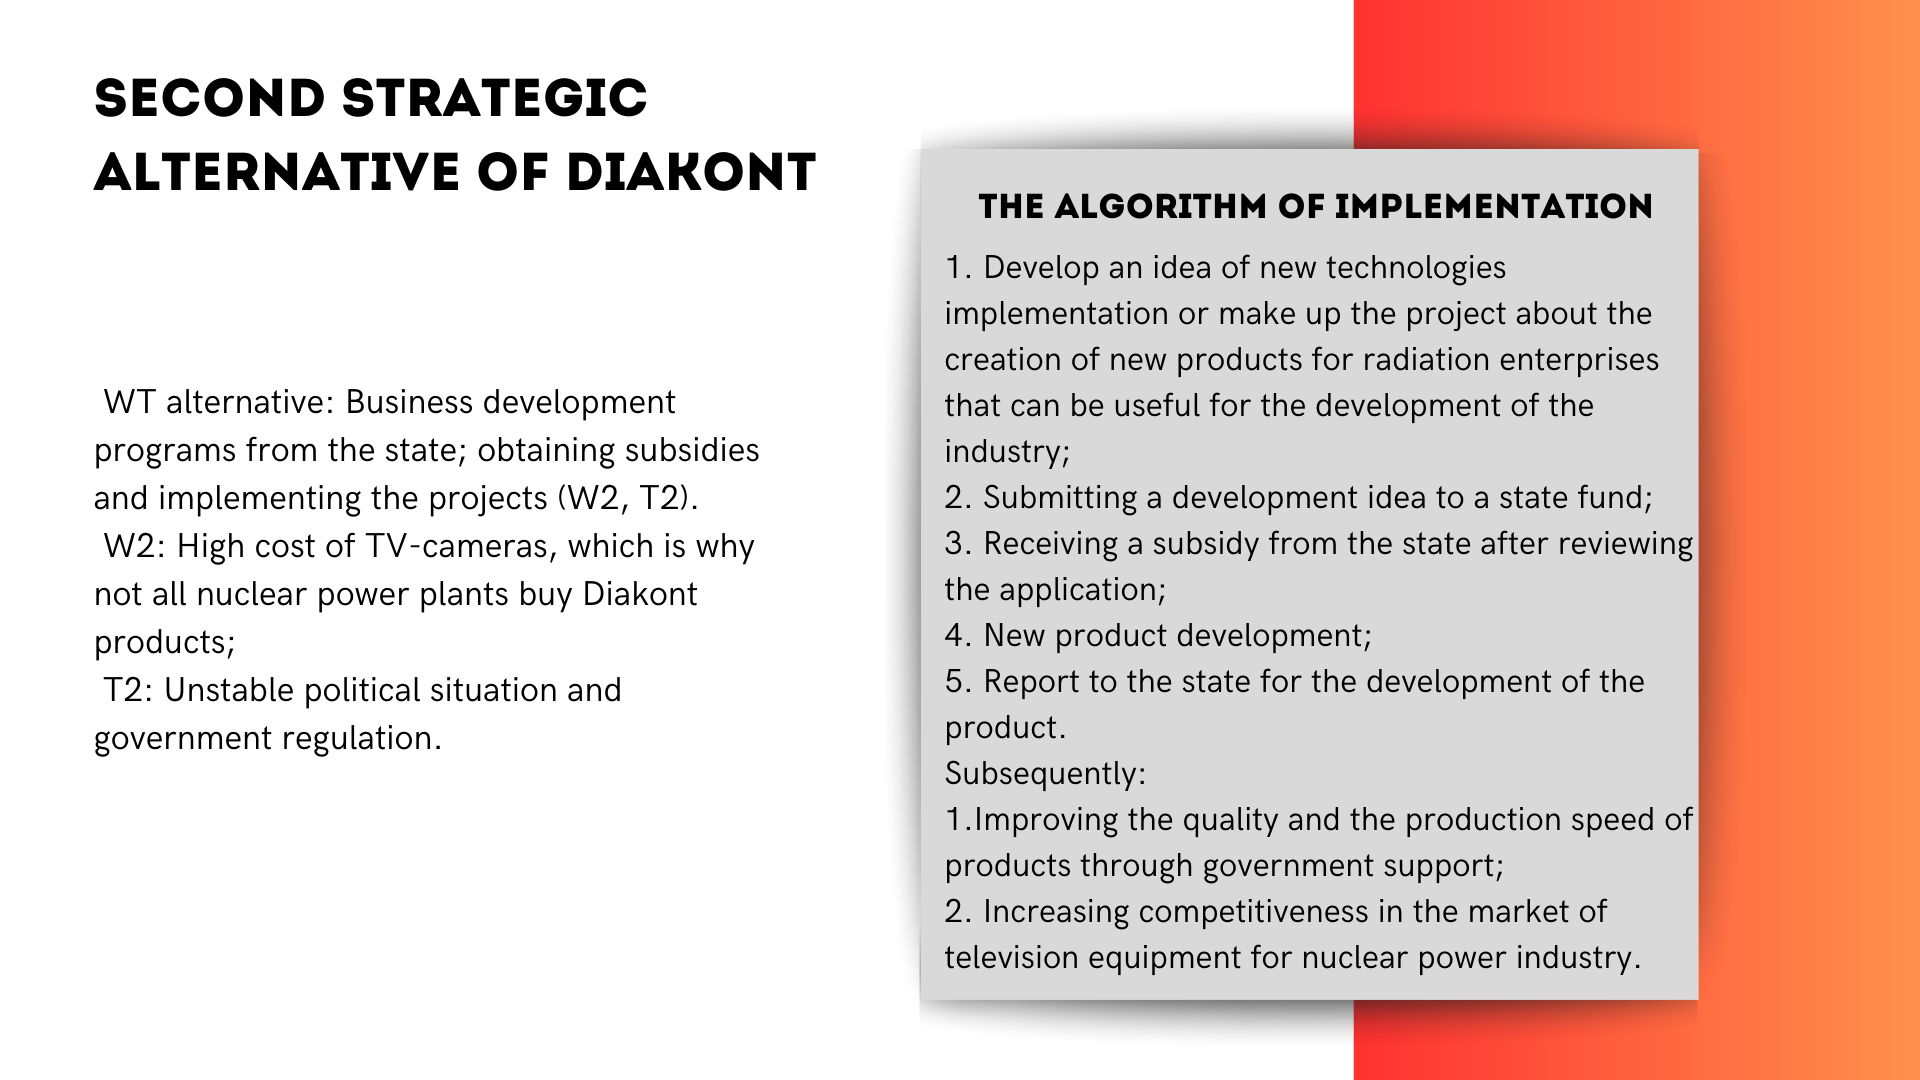 SECOND STRATEGIC
ALTERNATIVE OF DIAKONT
WT alternative: Business development
programs from the state; obtaining subsidies
and implementing the projects (W2, T2).
W2: High cost of TV-cameras, which is why
not all nuclear power plants buy Diakont
products;
T2: Unstable political situation and
government regulation.
THE ALGORITHM OF IMPLEMENTATION
1. Develop an idea of new technologies
implementation or make up the project about the
creation of new products for radiation enterprises
that can be useful for the development of the
industry;
2. Submitting a development idea to a state fund;
3. Receiving a subsidy from the state after reviewing
the application;
4. New product development;
5. Report to the state for the development of the
product.
Subsequently:
1.Improving the quality and the production speed of
products through government support;
2. Increasing competitiveness in the market of
television equipment for nuclear power industry.